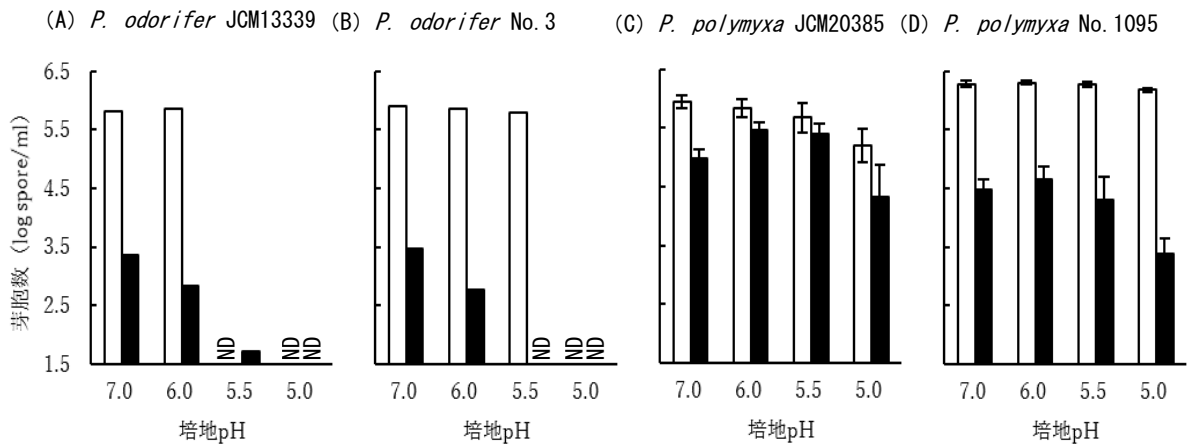 (A) P. odorifer JCM13339 (B) P. odorifer No.3 (C) P. polymyxa JCM20385 (D) P. polymyxa No.1095
芽胞数 (log spore/ml)
6.5
5.5
4.5
3.5
2.5
1.5
ND ND ND ND ND ND
7.0 6.0 5.5 5.0 7.0 6.0 5.5 5.0 7.0 6.0 5.5 5.0 7.0 6.0 5.5 5.0
培地pH 培地pH 培地pH 培地pH